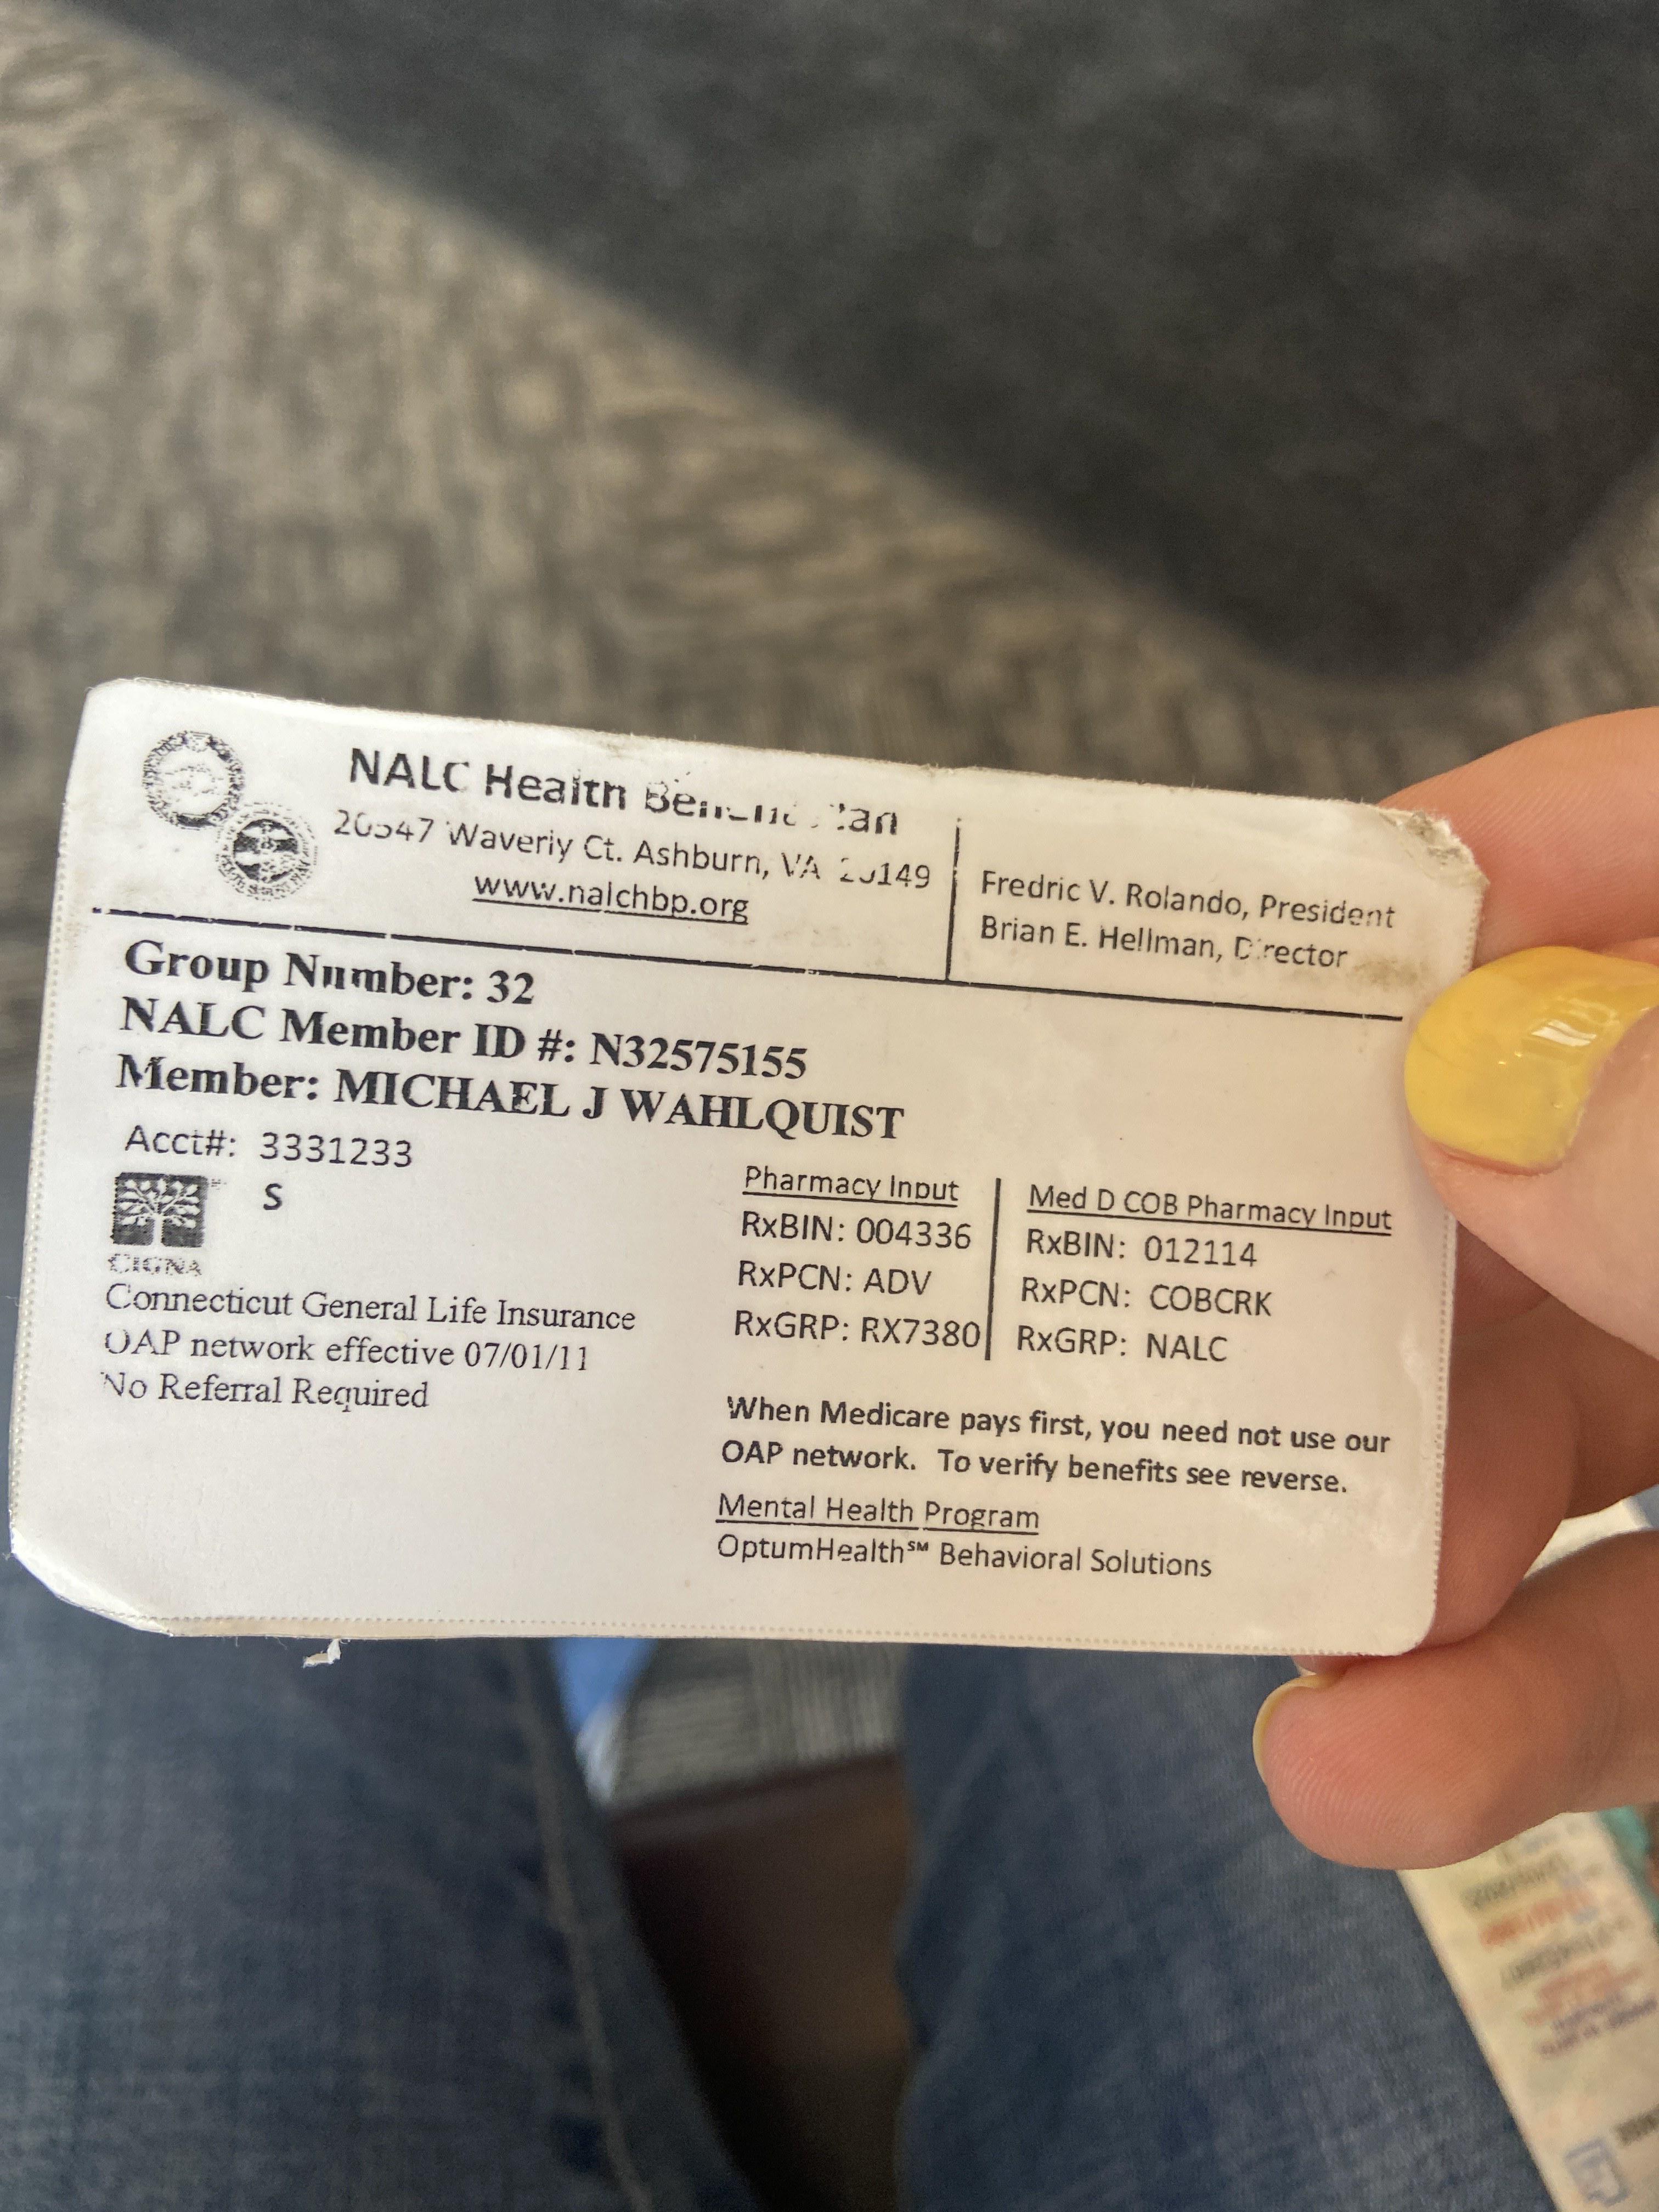 NALC Health Plan
Waverly Ct. Ashburn, VA
www.nalchbp.org
Fredric V. Rolando, President
Brian E. Hellman, Director
Group Number: 32
NALC Member ID #: N32575155
Member: MICHAEL J WAHLQUIST
Acct#: 3331233
S
CIGNA
Connecticut General Life Insurance
OAP network effective 07/01/11
No Referral Required
Pharmacy Input
RxBIN: 004336
RxPCN: ADV
RxGRP: RX7380
Med D COB Pharmacy Input
RxBIN: 012114
RxPCN: COBCRK
RxGRP: NALC
When Medicare pays first, you need not use our
OAP network. To verify benefits see reverse.
Mental Health Program
OptumHealth℠ Behavioral Solutions